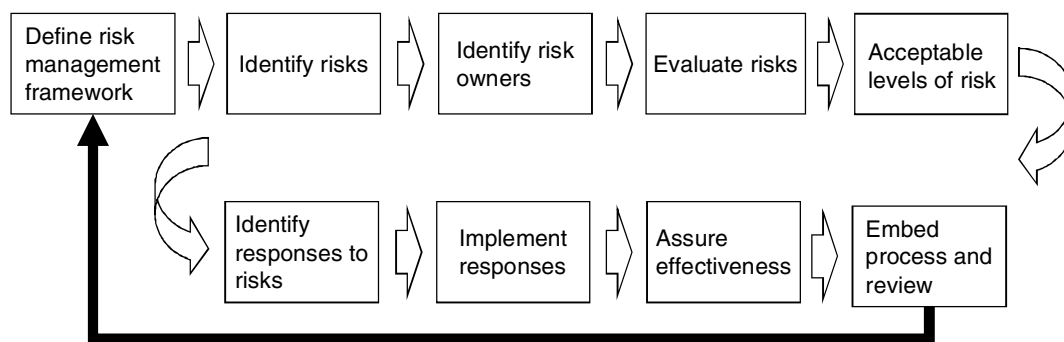 Define risk
management
framework
Identify risks
Identify risk
owners
Evaluate risks
Acceptable
levels of risk
Identify
responses to
risks
Implement
responses
Assure
effectiveness
Embed
process and
review